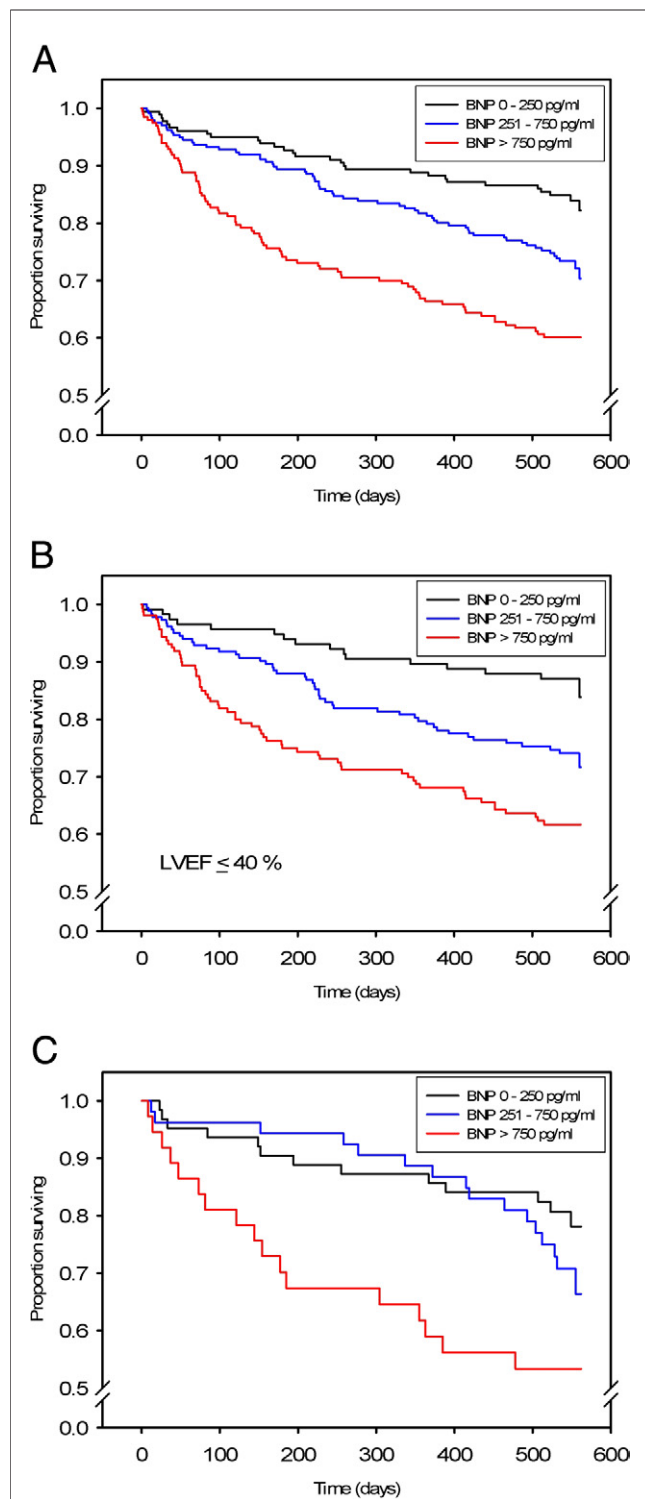 A
BNP 0 - 250 pg/ml
BNP 251 - 750 pg/ml
BNP > 750 pg/ml
1.0
0.9
0.8
0.7
0.6
0.5
0.0
Proportion surviving
0 100 200 300 400 500 600
Time (days)
B
BNP 0 - 250 pg/ml
BNP 251 - 750 pg/ml
BNP > 750 pg/ml
1.0
0.9
0.8
0.7
0.6
0.5
0.0
Proportion surviving
LVEF ≤ 40 %
0 100 200 300 400 500 600
Time (days)
C
BNP 0 - 250 pg/ml
BNP 251 - 750 pg/ml
BNP > 750 pg/ml
1.0
0.9
0.8
0.7
0.6
0.5
0.0
Proportion surviving
0 100 200 300 400 500 600
Time (days)